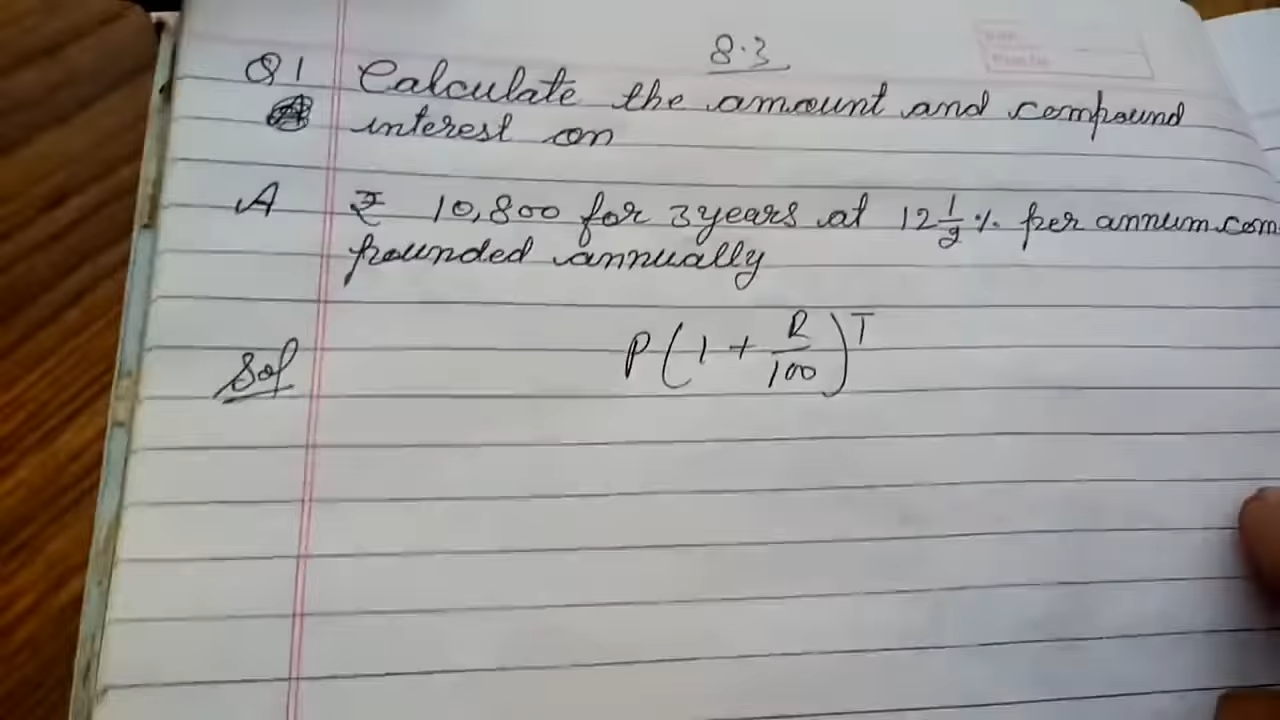 8.3
Q1 Calculate the amount and compound
interest on
A ₹ 10,800 for 3 years at 12 1/2 % per annum com
pounded annually
Sol P(1 + R/100)^T